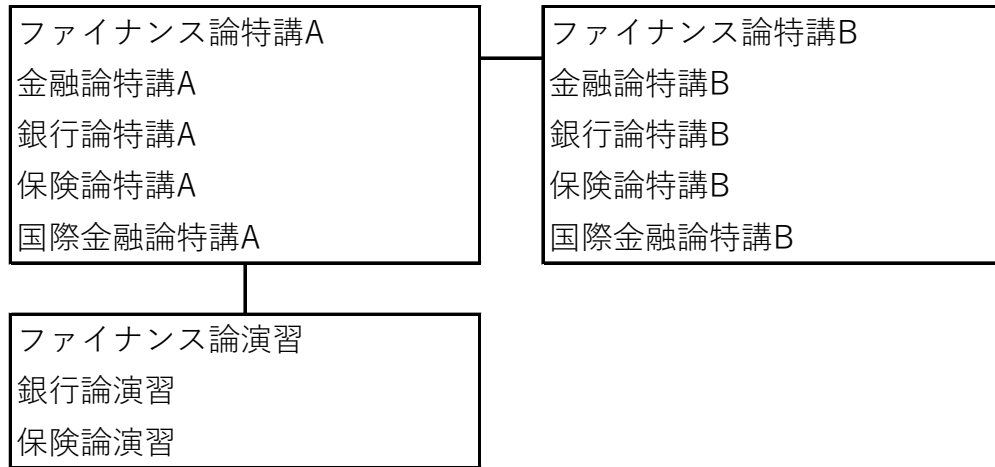 ファイナンス論特講A
金融論特講A
銀行論特講A
保険論特講A
国際金融論特講A
ファイナンス論特講B
金融論特講B
銀行論特講B
保険論特講B
国際金融論特講B
ファイナンス論演習
銀行論演習
保険論演習